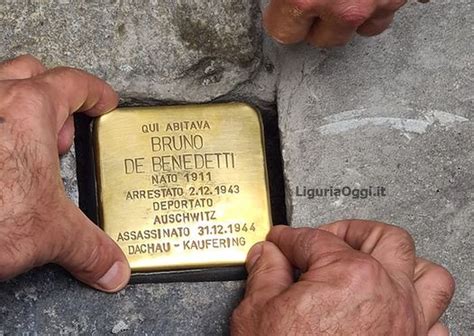 QUI ABITAVA
BRUNO
DE BENEDETTI
NATO 1911
ARRESTATO 2.12.1943
DEPORTATO
AUSCHWITZ
ASSASSINATO 31.12.1944
DACHAU - KAUFERING
LiguriaOggi.it